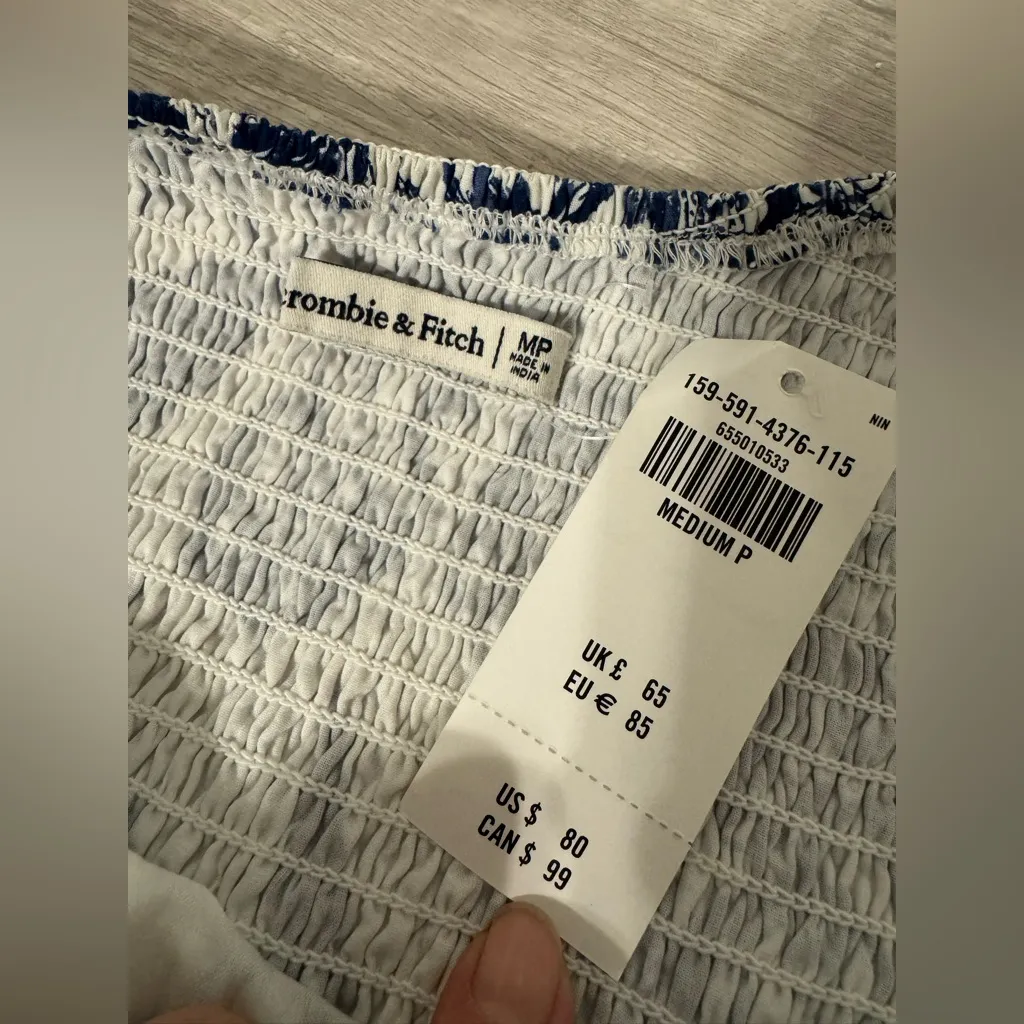 crombie & Fitch | MP
MADE IN
INDIA
159-591-4376-115
655010533
NIN
MEDIUM P
UK £ 65
EU € 85
US $ 80
CAN $ 99